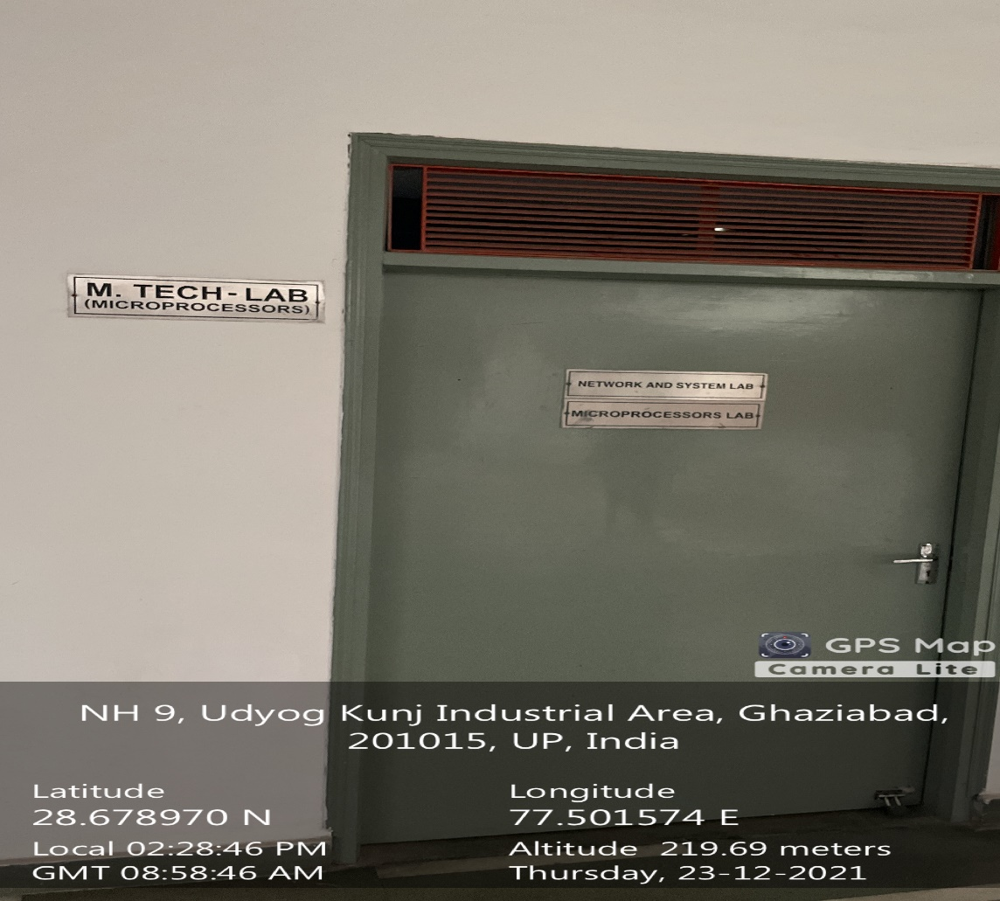 M. TECH-LAB
(MICROPROCESSORS)
NETWORK AND SYSTEM LAB
MICROPROCESSORS LAB
GPS Map
Camera Lite
NH 9, Udyog Kunj Industrial Area, Ghaziabad,
201015, UP, India
Latitude
28.678970 N
Longitude
77.501574 E
Local 02:28:46 PM
GMT 08:58:46 AM
Altitude 219.69 meters
Thursday, 23-12-2021